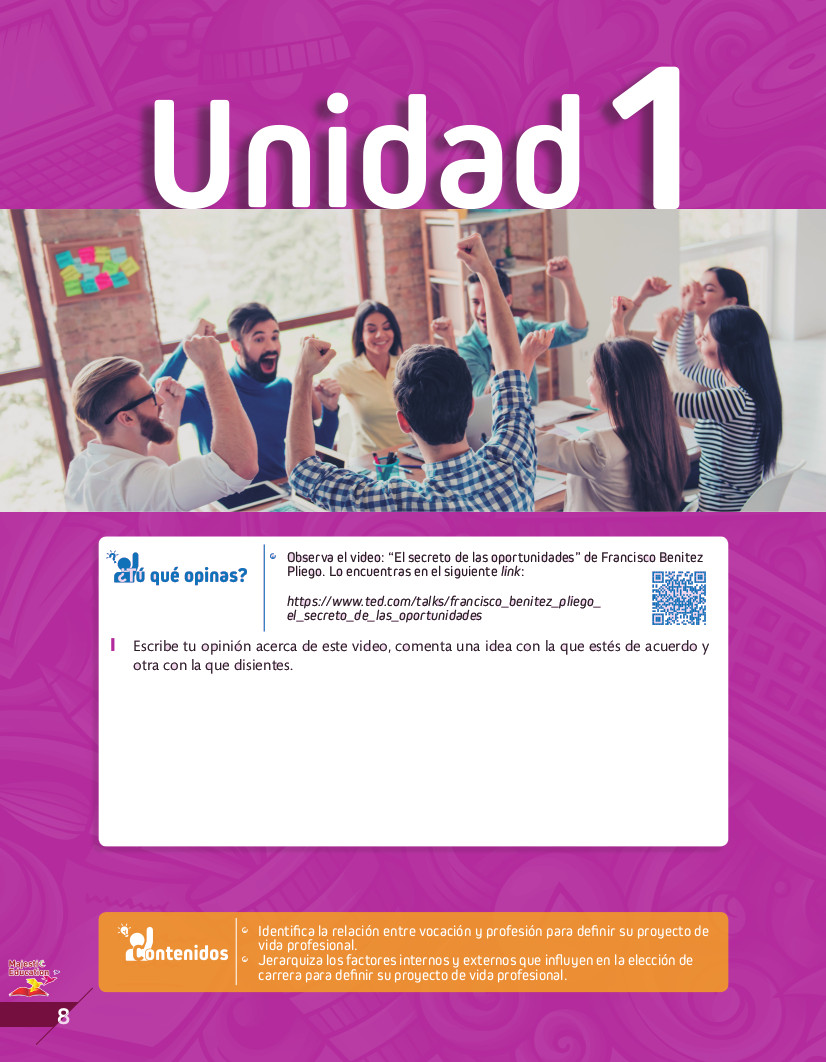 Unidad 1
¿Tú qué opinas?
Observa el video: “El secreto de las oportunidades” de Francisco Benitez
Pliego. Lo encuentras en el siguiente link:
https://www.ted.com/talks/francisco_benitez_pliego_
el_secreto_de_las_oportunidades
I Escribe tu opinión acerca de este video, comenta una idea con la que estés de acuerdo y
otra con la que disientes.
Contenidos
Identifica la relación entre vocación y profesión para definir su proyecto de
vida profesional.
Jerarquiza los factores internos y externos que influyen en la elección de
carrera para definir su proyecto de vida profesional.
Majestic
Education
8